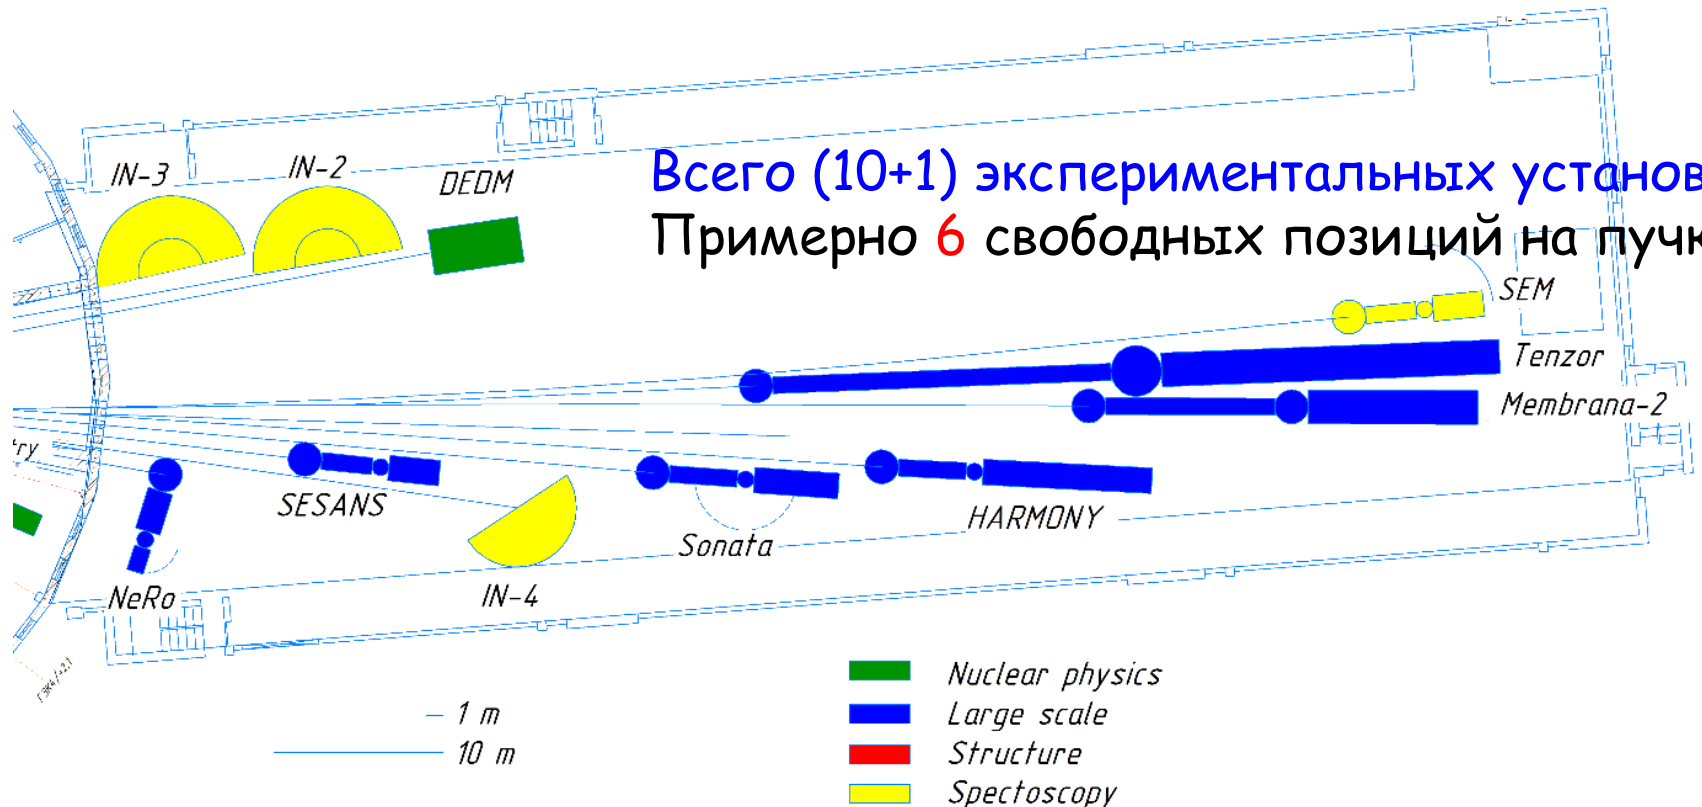 IN-3
IN-2
DEDM
Всего (10+1) экспериментальных установ
Примерно 6 свободных позиций на пучк
SEM
Tenzor
Membrana-2
try
SESANS
HARMONY
Sonata
NeRo
IN-4
Nuclear physics
1 m
Large scale
10 m
Structure
Spectoscopy